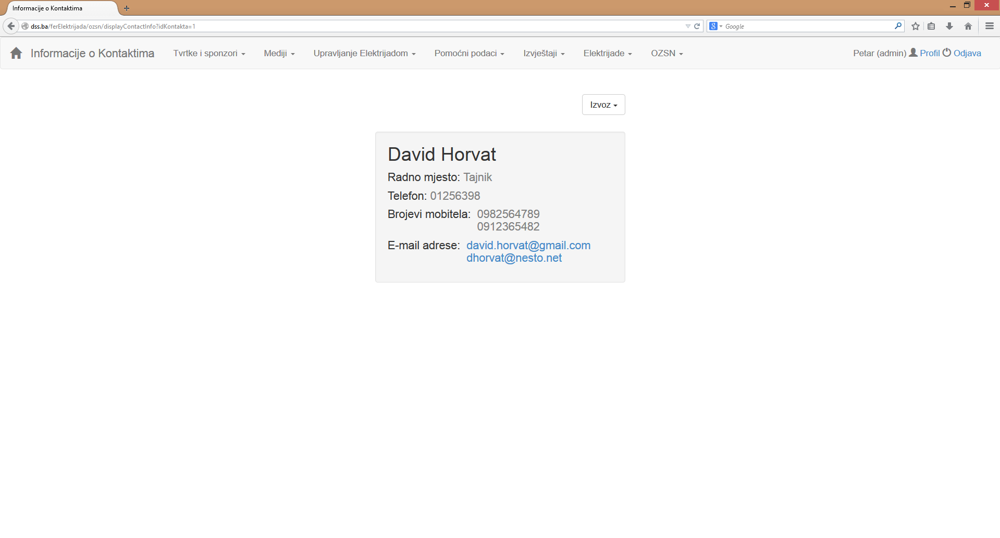 Informacije o Kontaktima
dss.ba/ferElektrijada/ozsn/displayContactInfo?idKontakta=1
8 Google
Informacije o Kontaktima Tvrtke i sponzori Mediji Upravljanje Elektrijadom Pomoćni podaci Izvještaji Elektrijade OZSN Petar (admin) Profil Odjava
Izvoz
David Horvat
Radno mjesto: Tajnik
Telefon: 01256398
Brojevi mobitela: 0982564789
0912365482
E-mail adrese: david.horvat@gmail.com
dhorvat@nesto.net